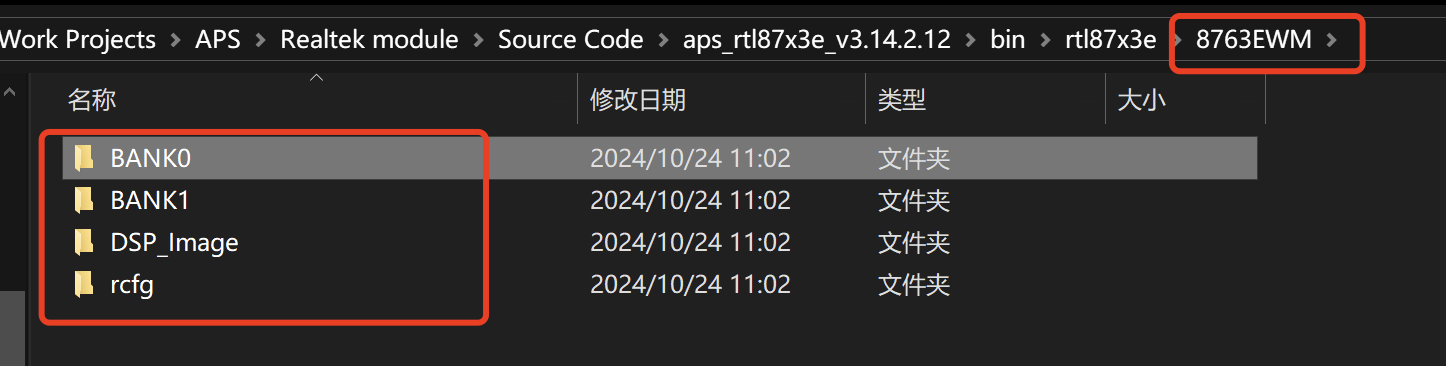 Work Projects > APS > Realtek module > Source Code > aps_rtl87x3e_v3.14.2.12 > bin > rtl87x3e > 8763EWM >
名称 修改日期 类型 大小
BANK0 2024/10/24 11:02 文件夹
BANK1 2024/10/24 11:02 文件夹
DSP_Image 2024/10/24 11:02 文件夹
rcfg 2024/10/24 11:02 文件夹